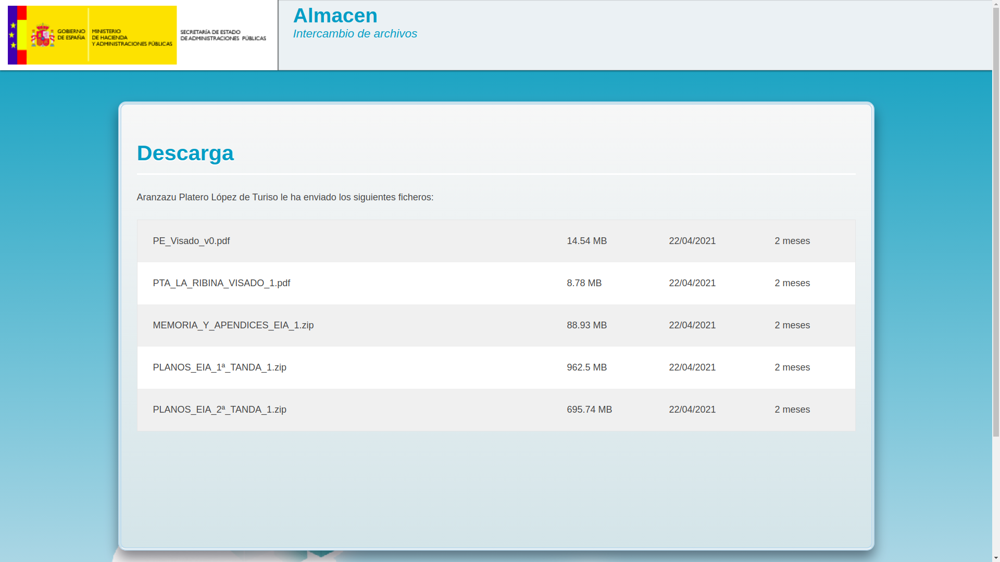 GOBIERNO
DE ESPAÑA
MINISTERIO
DE HACIENDA
Y ADMINISTRACIONES PÚBLICAS
SECRETARÍA DE ESTADO
DE ADMINISTRACIONES PÚBLICAS
Almacen
Intercambio de archivos
Descarga
Aranzazu Platero López de Turiso le ha enviado los siguientes ficheros:
PE_Visado_v0.pdf 14.54 MB 22/04/2021 2 meses
PTA_LA_RIBINA_VISADO_1.pdf 8.78 MB 22/04/2021 2 meses
MEMORIA_Y_APENDICES_EIA_1.zip 88.93 MB 22/04/2021 2 meses
PLANOS_EIA_1ª_TANDA_1.zip 962.5 MB 22/04/2021 2 meses
PLANOS_EIA_2ª_TANDA_1.zip 695.74 MB 22/04/2021 2 meses